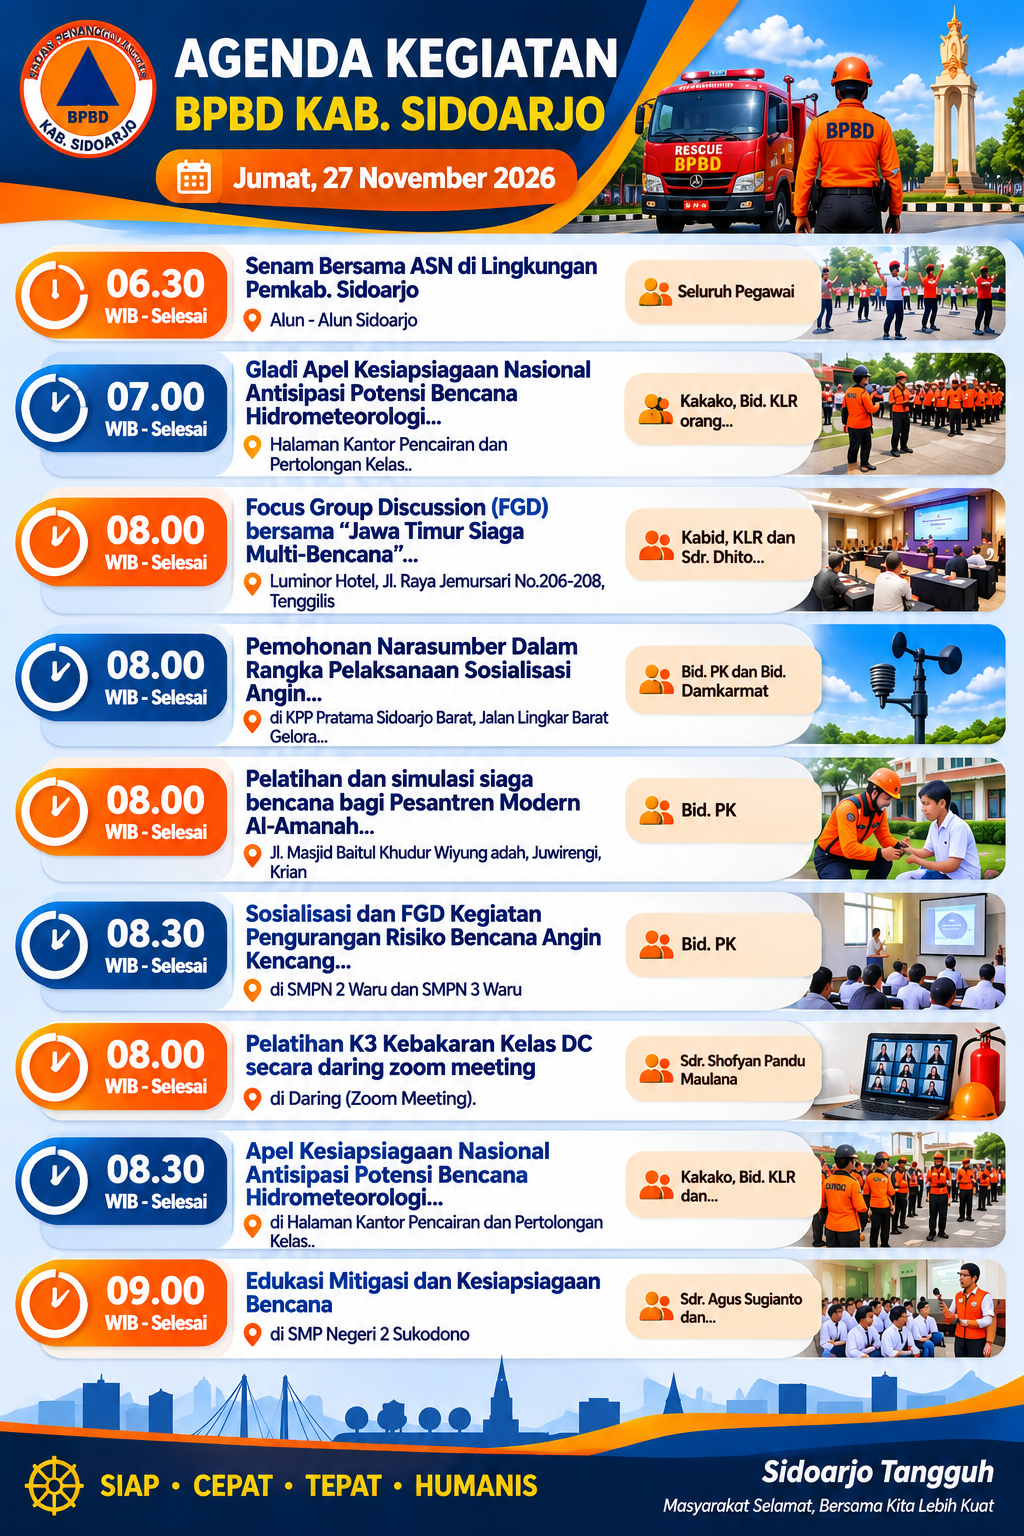 BADAN PENANGGULANGAN
BPBD
KAB. SIDOARJO
AGENDA KEGIATAN
BPBD KAB. SIDOARJO
Jumat, 27 November 2026
RESCUE
BPBD
BPBD
06.30
WIB - Selesai
Senam Bersama ASN di Lingkungan
Pemkab. Sidoarjo
Alun - Alun Sidoarjo
Seluruh Pegawai
07.00
WIB - Selesai
Gladi Apel Kesiapsiagaan Nasional
Antisipasi Potensi Bencana
Hidrometeorologi...
Halaman Kantor Pencairan dan
Pertolongan Kelas..
Kakako, Bid. KLR
orang...
08.00
WIB - Selesai
Focus Group Discussion (FGD)
bersama “Jawa Timur Siaga
Multi-Bencana”...
Luminor Hotel, Jl. Raya Jemursari No.206-208,
Tenggilis
Kabid, KLR dan
Sdr. Dhito...
08.00
WIB - Selesai
Pemohonan Narasumber Dalam
Rangka Pelaksanaan Sosialisasi
Angin...
di KPP Pratama Sidoarjo Barat, Jalan Lingkar Barat
Gelora...
Bid. PK dan Bid.
Damkarmat
08.00
WIB - Selesai
Pelatihan dan simulasi siaga
bencana bagi Pesantren Modern
Al-Amanah...
Jl. Masjid Baitul Khudur Wiyung adah, Juwirengi,
Krian
Bid. PK
08.30
WIB - Selesai
Sosialisasi dan FGD Kegiatan
Pengurangan Risiko Bencana Angin
Kencang...
di SMPN 2 Waru dan SMPN 3 Waru
Bid. PK
08.00
WIB - Selesai
Pelatihan K3 Kebakaran Kelas DC
secara daring zoom meeting
di Daring (Zoom Meeting).
Sdr. Shofyan Pandu
Maulana
08.30
WIB - Selesai
Apel Kesiapsiagaan Nasional
Antisipasi Potensi Bencana
Hidrometeorologi...
di Halaman Kantor Pencairan dan Pertolongan
Kelas..
Kakako, Bid. KLR
dan...
09.00
WIB - Selesai
Edukasi Mitigasi dan Kesiapsiagaan
Bencana
di SMP Negeri 2 Sukodono
Sdr. Agus Sugianto
dan...
SIAP • CEPAT • TEPAT • HUMANIS
Sidoarjo Tangguh
Masyarakat Selamat, Bersama Kita Lebih Kuat